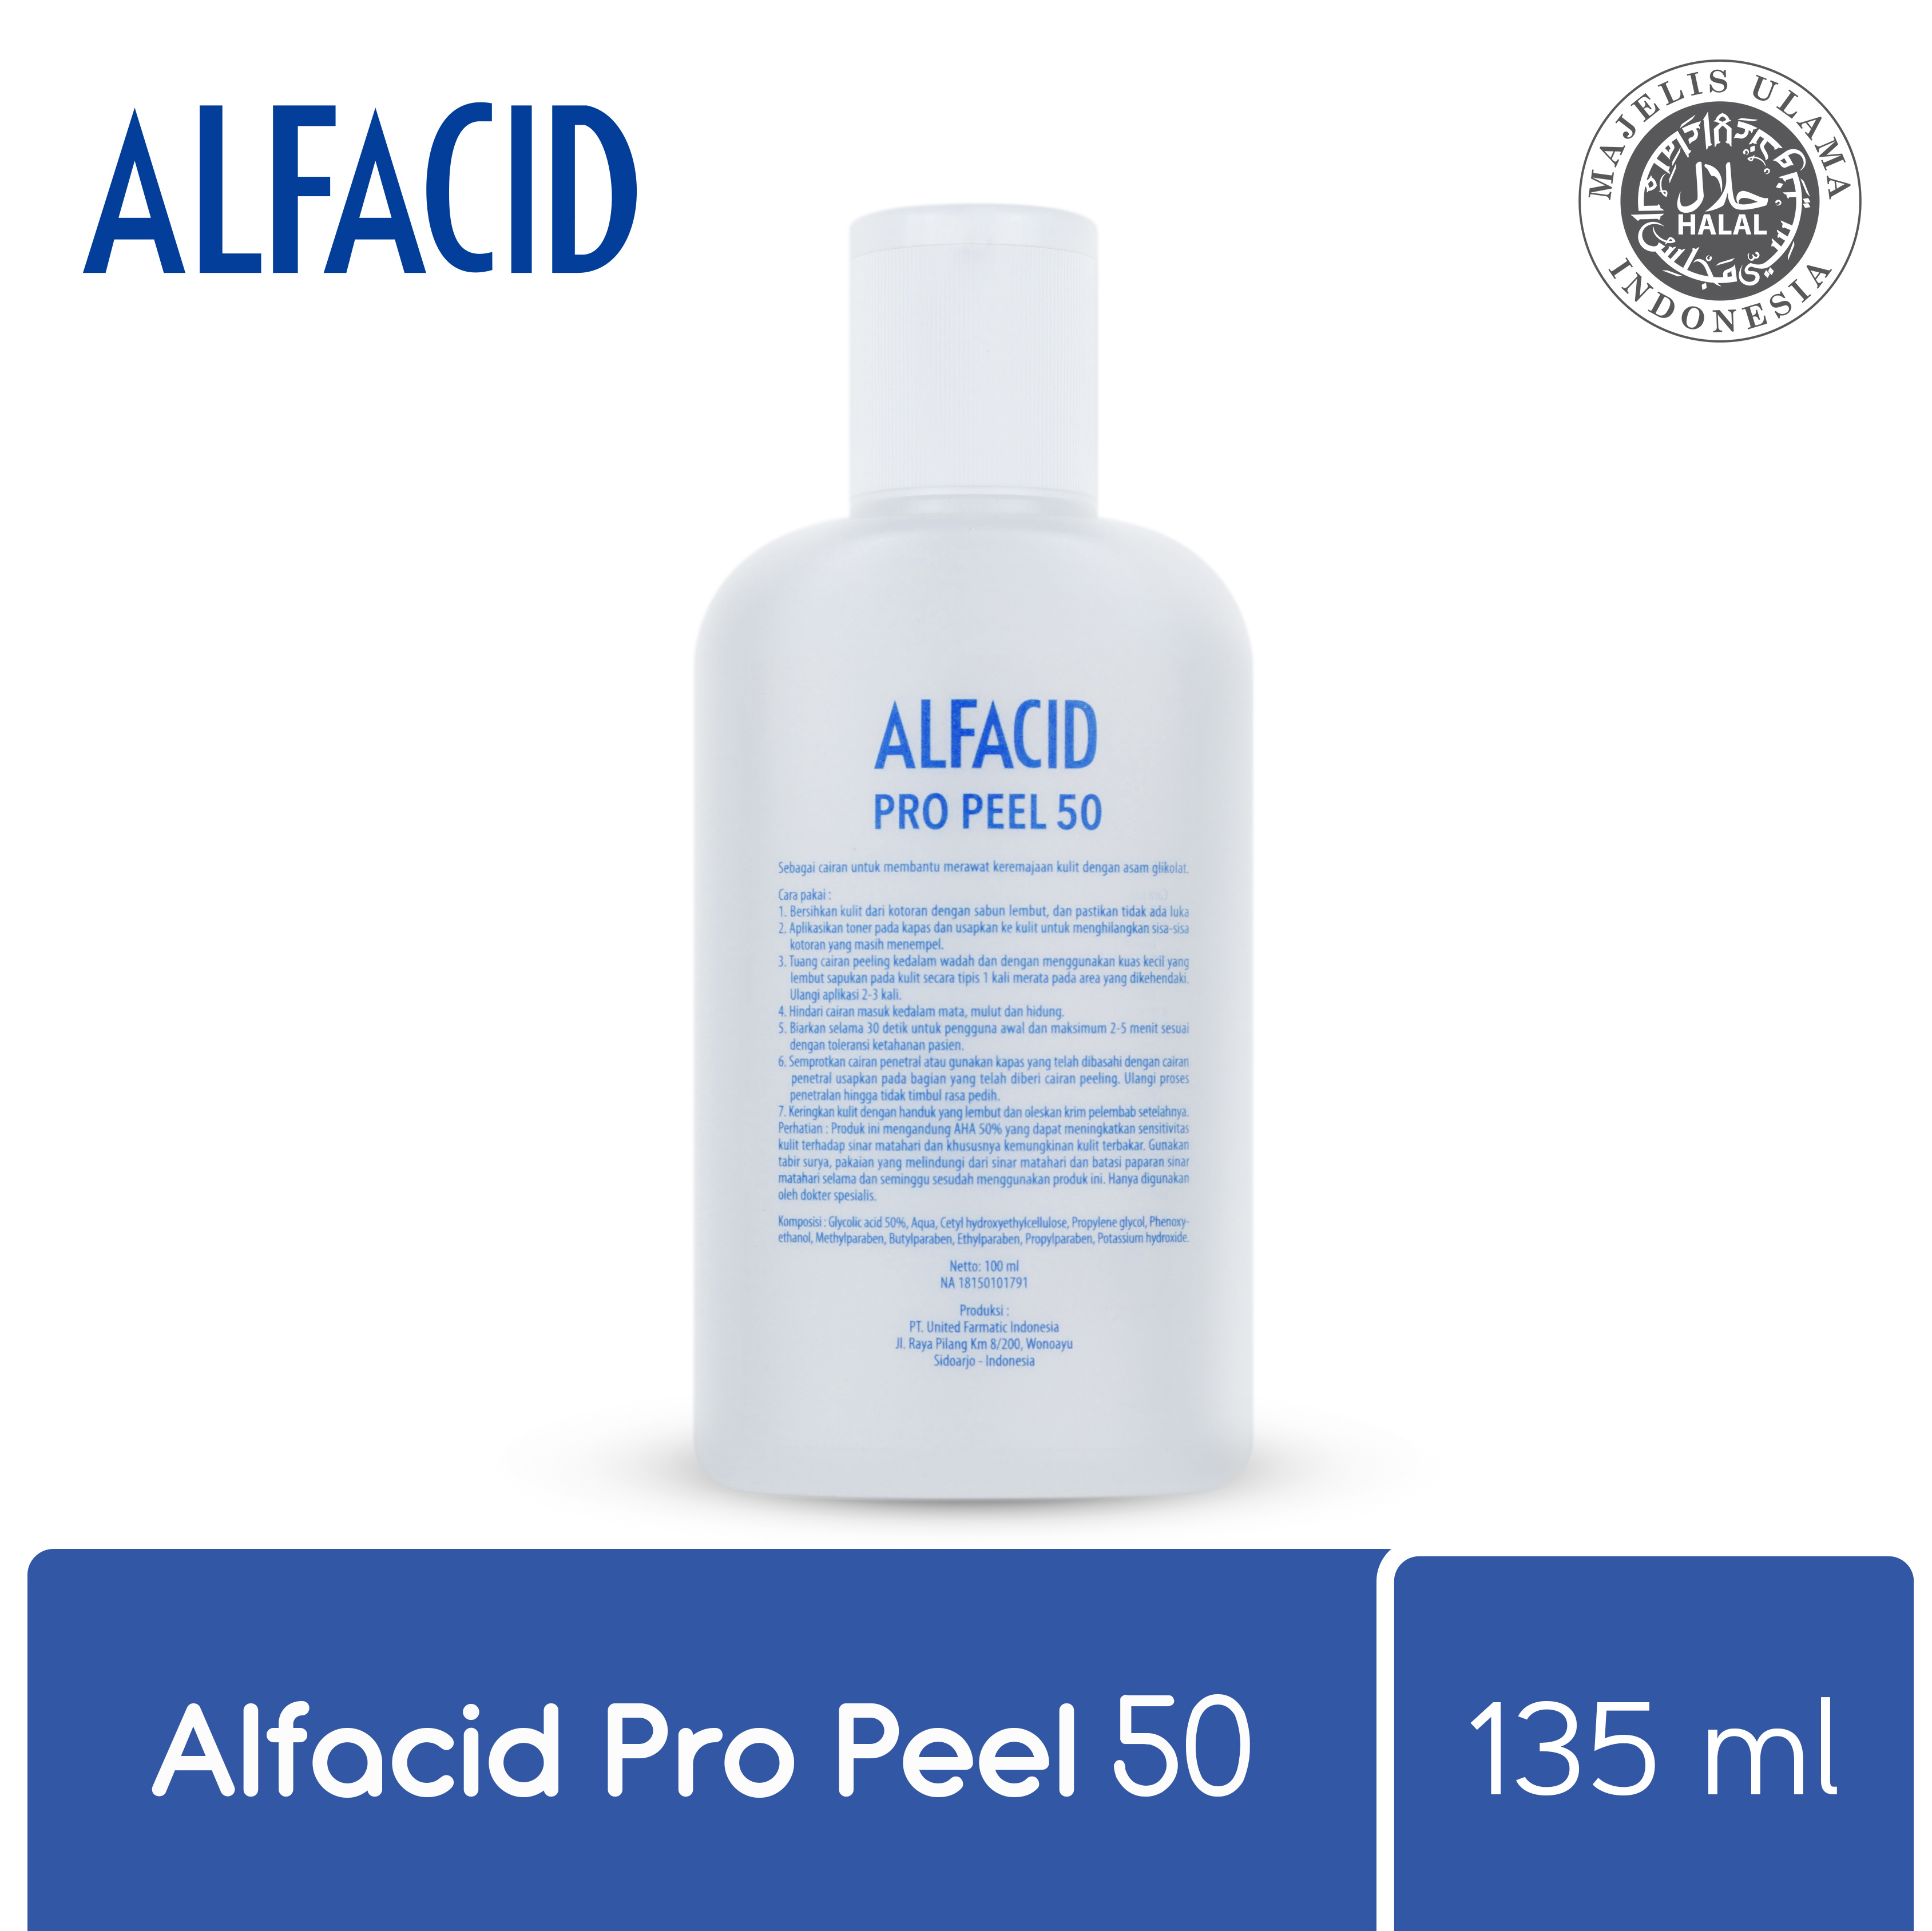 ALFACID
MAJELIS ULAMA
حلال
HALAL
INDONESIA
ALFACID
PRO PEEL 50
Sebagai cairan untuk membantu merawat keremajaan kulit dengan asam glikolat.
Cara pakai :
1. Bersihkan kulit dari kotoran dengan sabun lembut, dan pastikan tidak ada luka
2. Aplikasikan toner pada kapas dan usapkan ke kulit untuk menghilangkan sisa-sisa
kotoran yang masih menempel.
3. Tuang cairan peeling kedalam wadah dan dengan menggunakan kuas kecil yang
lembut sapukan pada kulit secara tipis 1 kali merata pada area yang dikehendaki.
Ulangi aplikasi 2-3 kali.
4. Hindari cairan masuk kedalam mata, mulut dan hidung.
5. Biarkan selama 30 detik untuk pengguna awal dan maksimum 2-5 menit sesuai
dengan toleransi ketahanan pasien.
6. Semprotkan cairan penetral atau gunakan kapas yang telah dibasahi dengan cairan
penetral usapkan pada bagian yang telah diberi cairan peeling. Ulangi proses
penetralan hingga tidak timbul rasa pedih.
7. Keringkan kulit dengan handuk yang lembut dan oleskan krim pelembab setelahnya.
Perhatian : Produk ini mengandung AHA 50% yang dapat meningkatkan sensitivitas
kulit terhadap sinar matahari dan khususnya kemungkinan kulit terbakar. Gunakan
tabir surya, pakaian yang melindungi dari sinar matahari dan batasi paparan sinar
matahari selama dan seminggu sesudah menggunakan produk ini. Hanya digunakan
oleh dokter spesialis.
Komposisi : Glycolic acid 50%, Aqua, Cetyl hydroxyethylcellulose, Propylene glycol, Phenoxy-
ethanol, Methylparaben, Butylparaben, Ethylparaben, Propylparaben, Potassium hydroxide.
Netto: 100 ml
NA 18150101791
Produksi :
PT. United Farmatic Indonesia
Jl. Raya Pilang Km 8/200, Wonoayu
Sidoarjo - Indonesia
Alfacid Pro Peel 50
135 ml